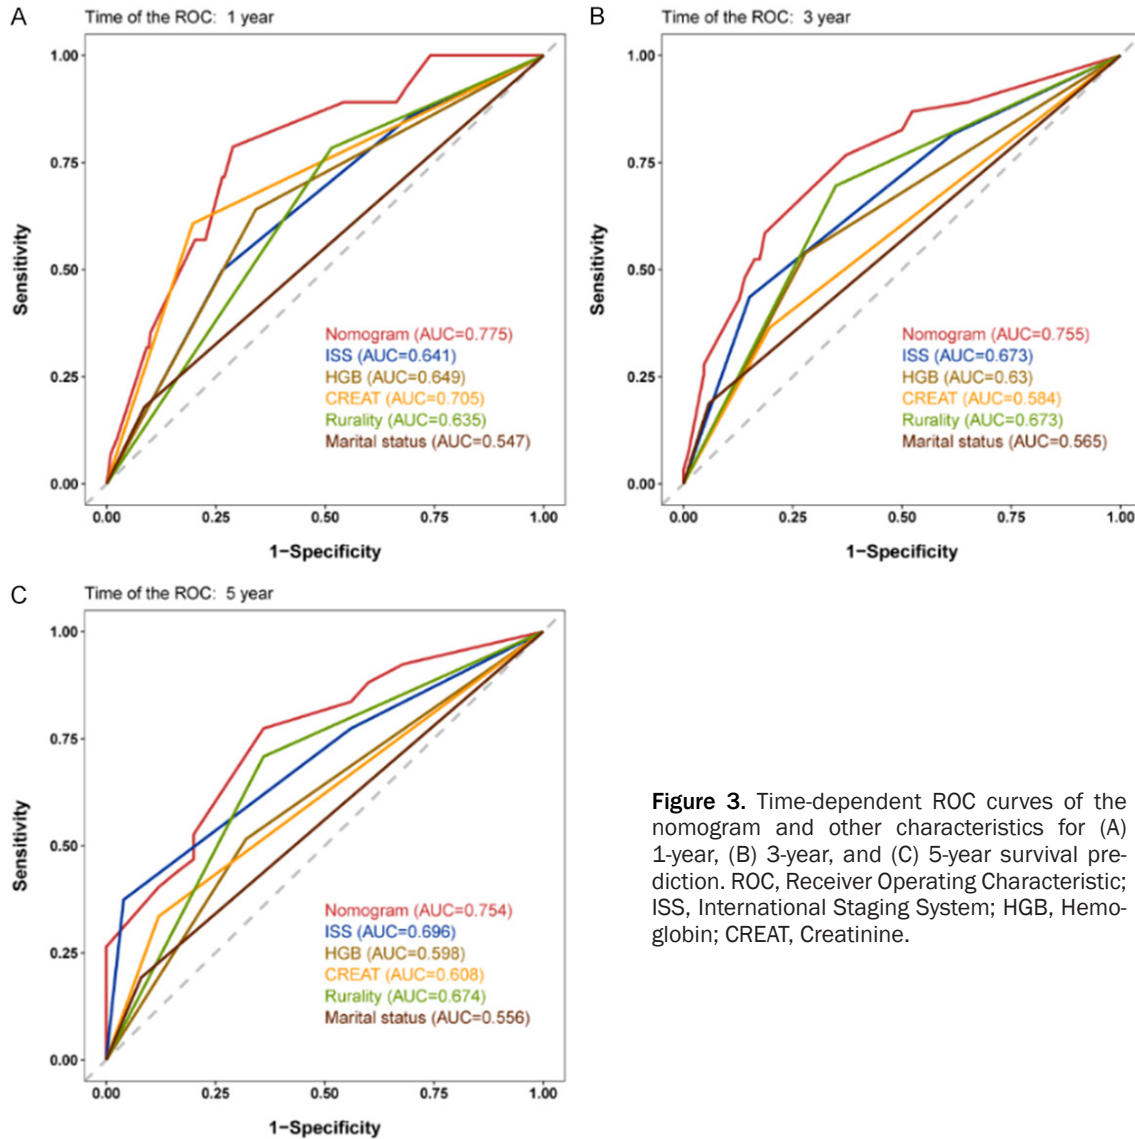 A
Time of the ROC: 1 year
1.00
0.75
0.50
0.25
0.00
Sensitivity
Nomogram (AUC=0.775)
ISS (AUC=0.641)
HGB (AUC=0.649)
CREAT (AUC=0.705)
Rurality (AUC=0.635)
Marital status (AUC=0.547)
0.00 0.25 0.50 0.75 1.00
1−Specificity
B
Time of the ROC: 3 year
1.00
0.75
0.50
0.25
0.00
Sensitivity
Nomogram (AUC=0.755)
ISS (AUC=0.673)
HGB (AUC=0.63)
CREAT (AUC=0.584)
Rurality (AUC=0.673)
Marital status (AUC=0.565)
0.00 0.25 0.50 0.75 1.00
1−Specificity
C
Time of the ROC: 5 year
1.00
0.75
0.50
0.25
0.00
Sensitivity
Nomogram (AUC=0.754)
ISS (AUC=0.696)
HGB (AUC=0.598)
CREAT (AUC=0.608)
Rurality (AUC=0.674)
Marital status (AUC=0.556)
0.00 0.25 0.50 0.75 1.00
1−Specificity
Figure 3. Time-dependent ROC curves of the
nomogram and other characteristics for (A)
1-year, (B) 3-year, and (C) 5-year survival pre-
diction. ROC, Receiver Operating Characteristic;
ISS, International Staging System; HGB, Hemo-
globin; CREAT, Creatinine.